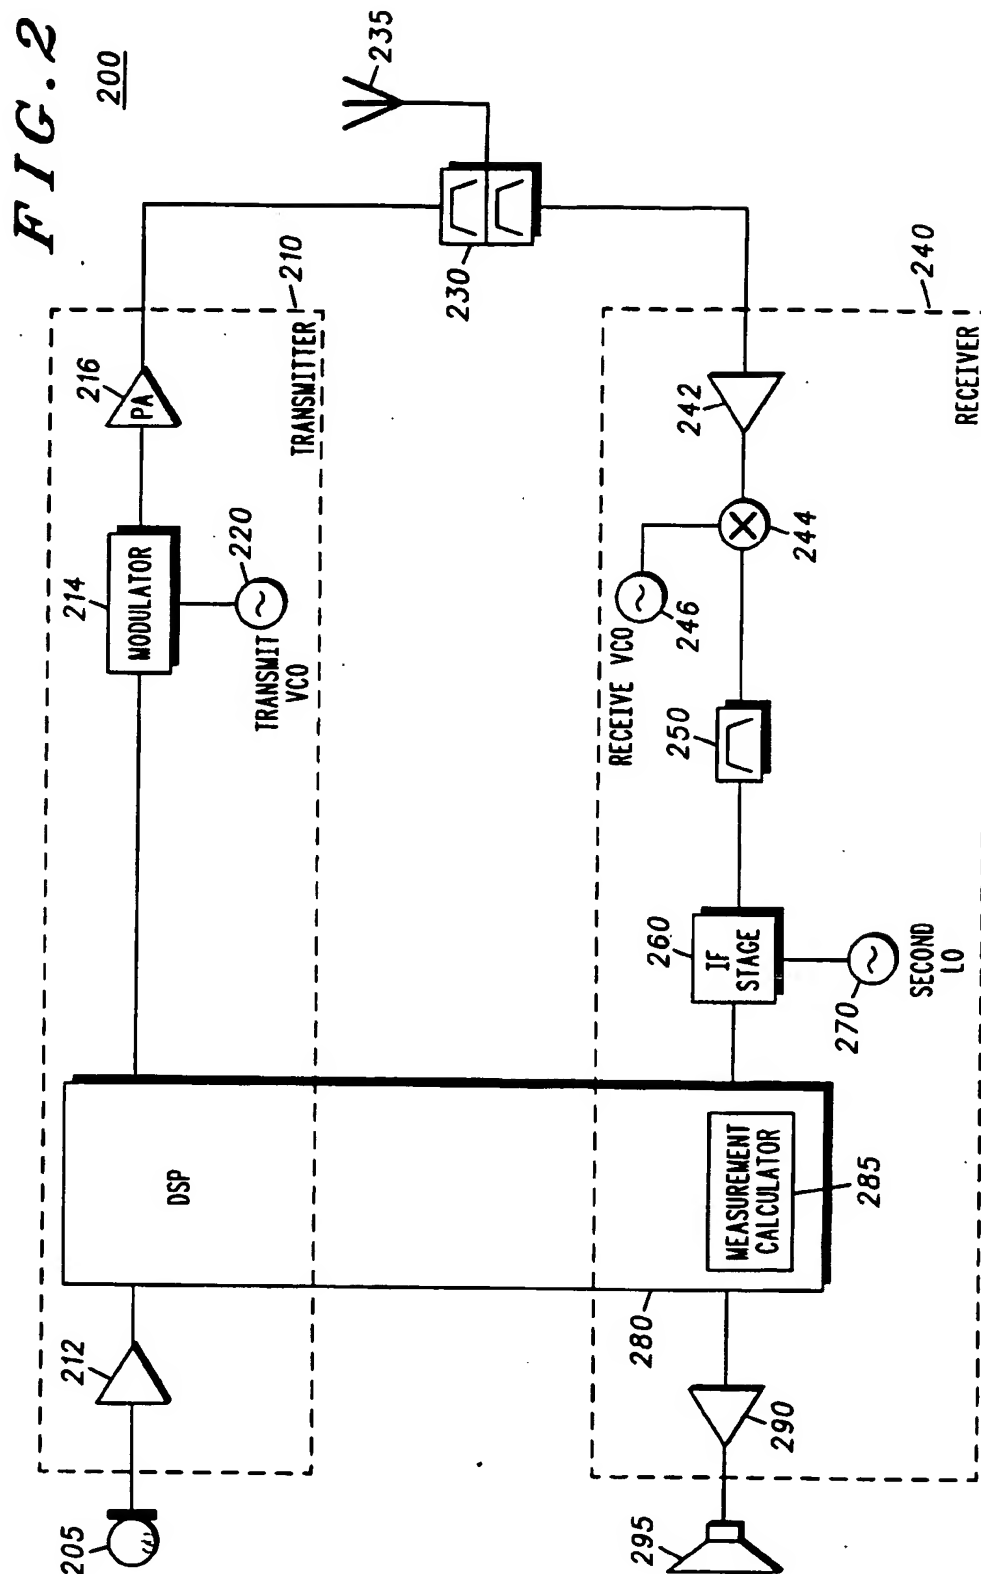 FIG.2
200
205
212
DSP
214
MODULATOR
220
TRANSMIT
VCO
216
PA
TRANSMITTER
210
235
230
295
290
280
MEASUREMENT
CALCULATOR
285
260
IF
STAGE
270
SECOND
LO
250
RECEIVE VCO
246
244
242
RECEIVER
240